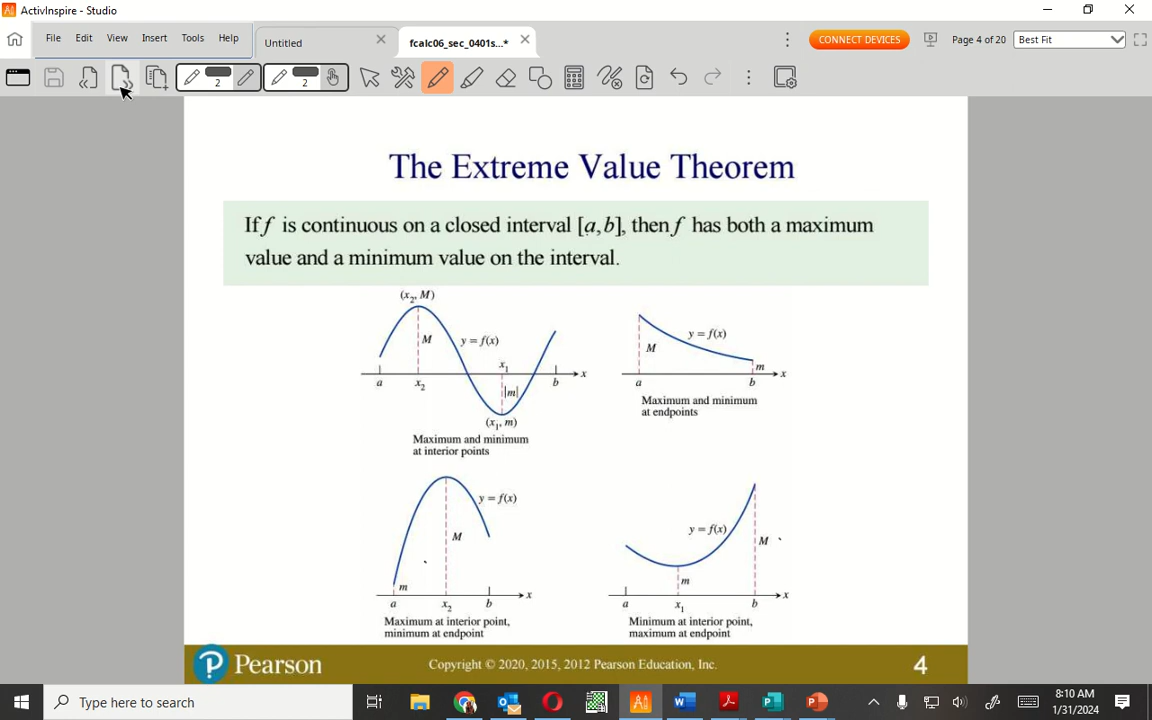 ActivInspire - Studio
File Edit View Insert Tools Help
Untitled
fcalc06_sec_0401s...*
CONNECT DEVICES
Page 4 of 20
Best Fit
2
2
The Extreme Value Theorem
If f is continuous on a closed interval [a,b], then f has both a maximum
value and a minimum value on the interval.
(x₂, M)
M
y = f(x)
x₁
a
x₂
|m|
b
x
(x₁, m)
Maximum and minimum
at interior points
y = f(x)
M
m
x
a
b
Maximum and minimum
at endpoints
y = f(x)
M
m
x
a
x₂
b
Maximum at interior point,
minimum at endpoint
y = f(x)
M
m
x
a
x₁
b
Minimum at interior point,
maximum at endpoint
Pearson
Copyright © 2020, 2015, 2012 Pearson Education, Inc.
4
Type here to search
8:10 AM
1/31/2024